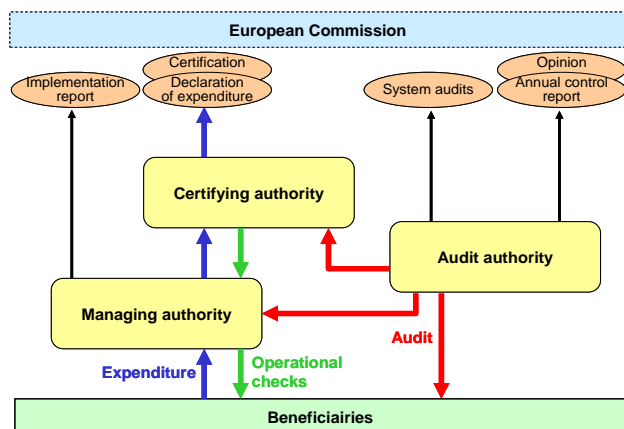 European Commission
Certification
Opinion
Implementation
report
Declaration
of expenditure
System audits
Annual control
report
Certifying authority
Audit authority
Managing authority
Audit
Expenditure
Operational
checks
Beneficiairies